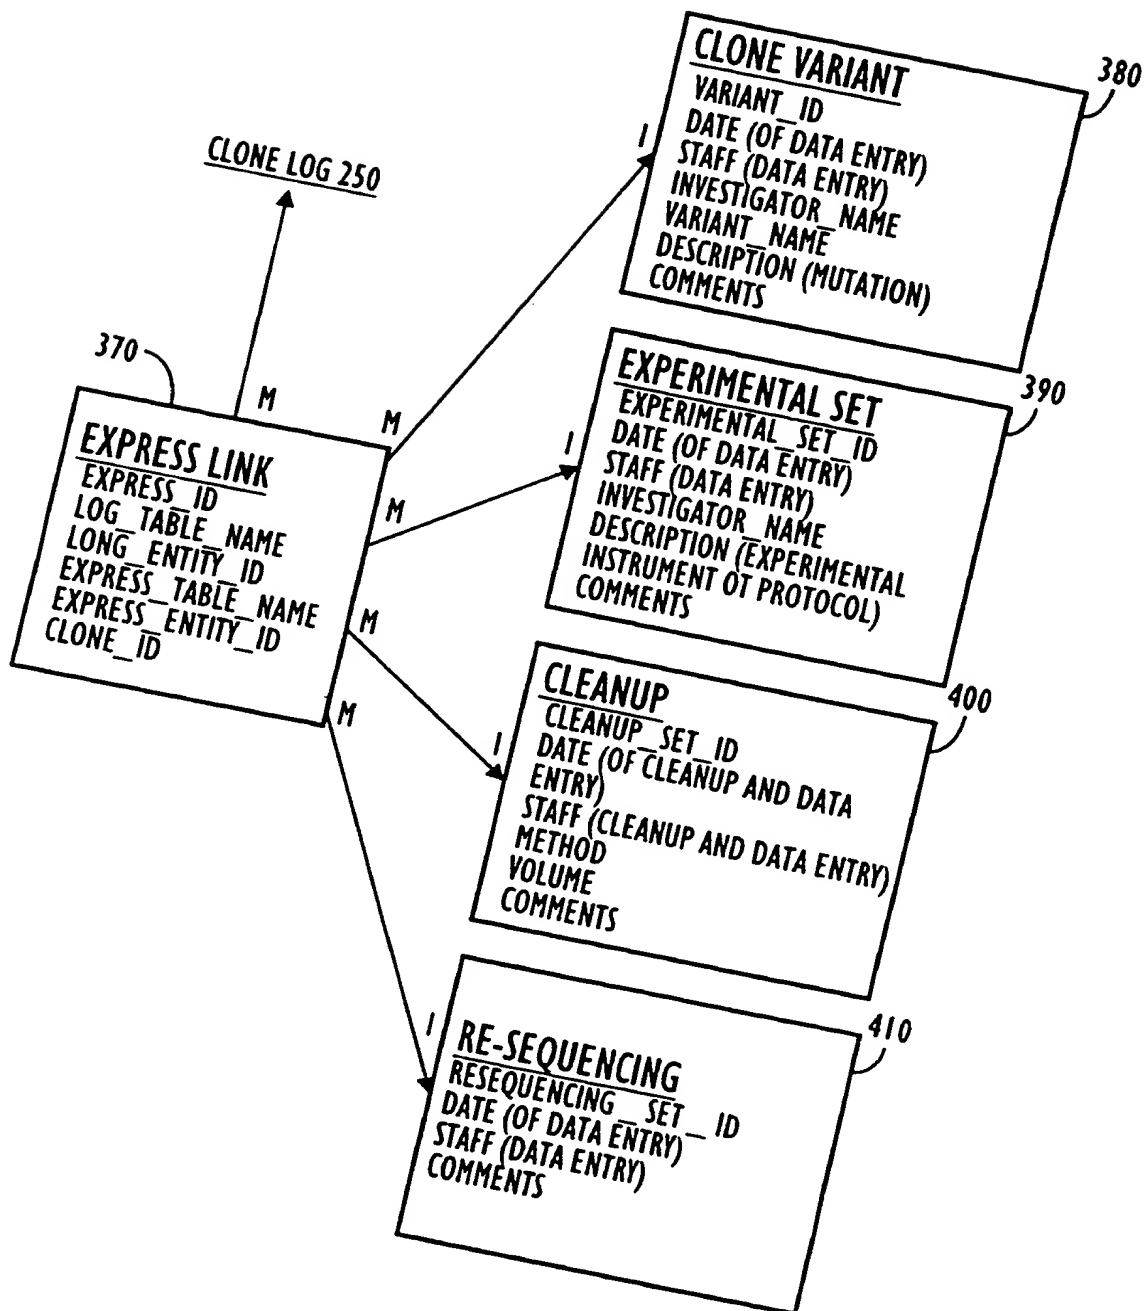 CLONE VARIANT
VARIANT_ID
DATE (OF DATA ENTRY)
STAFF (DATA ENTRY)
INVESTIGATOR_NAME
VARIANT_NAME
DESCRIPTION (MUTATION)
COMMENTS
380
CLONE LOG 250
370
M
M
1
EXPRESS LINK
EXPRESS_ID
LOG_TABLE_NAME
LONG_ENTITY_ID
EXPRESS_TABLE_NAME
EXPRESS_ENTITY_ID
CLONE_ID
M
1
EXPERIMENTAL SET
EXPERIMENTAL_SET_ID
DATE (OF DATA ENTRY)
STAFF (DATA ENTRY)
INVESTIGATOR_NAME
DESCRIPTION (EXPERIMENTAL
INSTRUMENT OT PROTOCOL)
COMMENTS
390
M
1
CLEANUP
CLEANUP_SET_ID
DATE (OF CLEANUP AND DATA
ENTRY)
STAFF (CLEANUP AND DATA ENTRY)
METHOD
VOLUME
COMMENTS
400
M
1
RE-SEQUENCING
RESEQUENCING_SET_ID
DATE (OF DATA ENTRY)
STAFF (DATA ENTRY)
COMMENTS
410